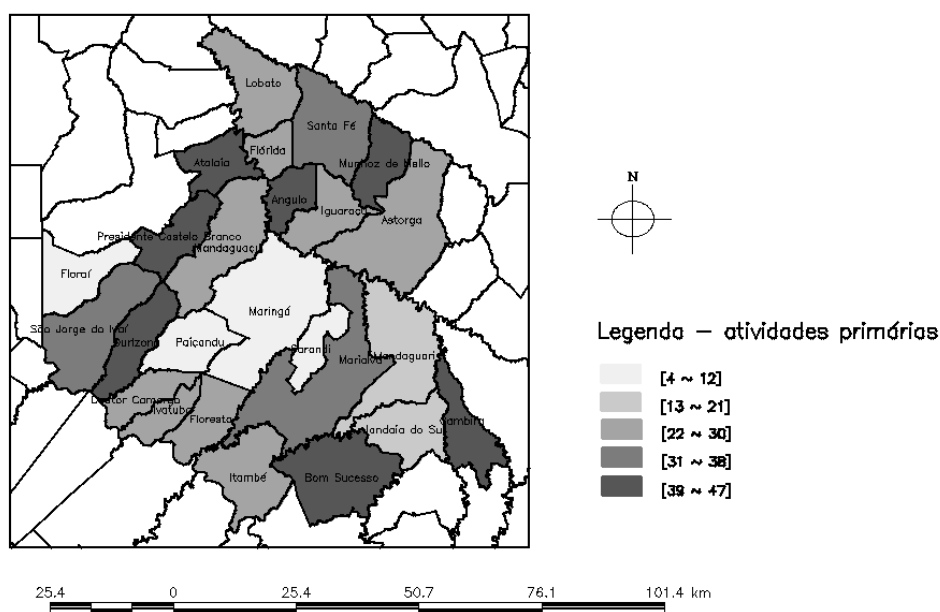 Lobato
Santa Fé
Flórida
Munhoz de Mello
Atalaia
Angulo
Iguaraçu
Astorga
Presidente Castelo Branco
Mandaguaçu
Floraí
Maringá
São Jorge do Ivaí
Ourizona
Paiçandu
Sarandi
Marialva
Mandaguari
Doutor Camargo
Ivatuba
Floresta
Jandaia do Sul
Cambira
Itambé
Bom Sucesso
N
Legenda – atividades primárias
[4 ~ 12]
[13 ~ 21]
[22 ~ 30]
[31 ~ 38]
[39 ~ 47]
25.4 0 25.4 50.7 76.1 101.4 km